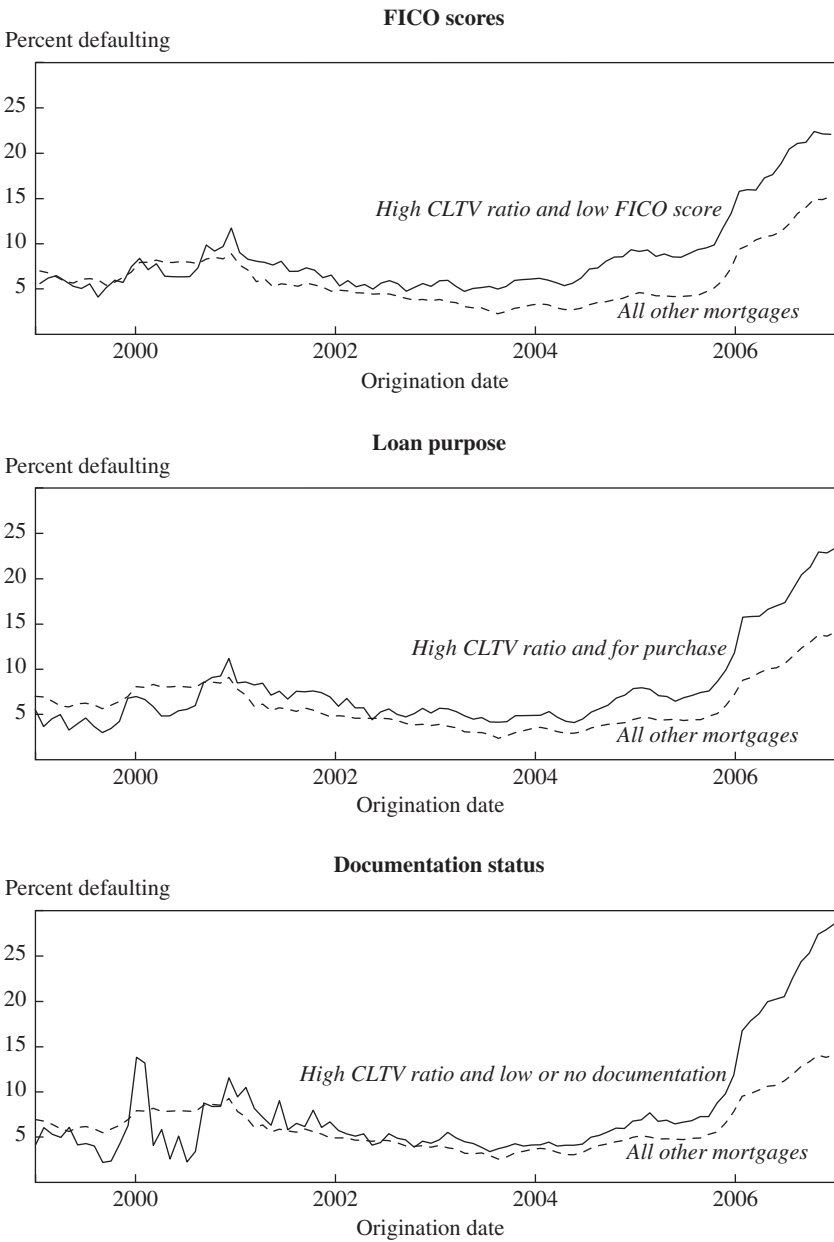 FICO scores
Percent defaulting
25
20
15
High CLTV ratio and low FICO score
10
5
All other mortgages
2000 2002 2004 2006
Origination date
Loan purpose
Percent defaulting
25
20
15
High CLTV ratio and for purchase
10
5
All other mortgages
2000 2002 2004 2006
Origination date
Documentation status
Percent defaulting
25
20
15
10
High CLTV ratio and low or no documentation
5
All other mortgages
2000 2002 2004 2006
Origination date